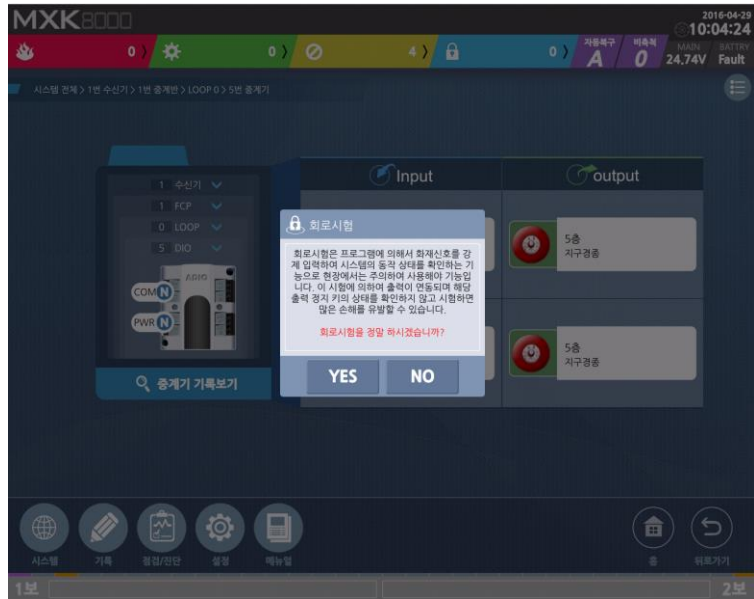 MXK8000
2016-04-29
10:04:24
0
0
4
0
자동복구
A
비축적
0
MAIN
24.74V
BATTRY
Fault
시스템 전체 > 1번 수신기 > 1번 중계반 > LOOP 0 > 5번 중계기
1 수신기
1 FCP
0 LOOP
5 DIO
ADIO
COM N
PWR N
중계기 기록보기
Input
output
5층
지구경종
5층
지구경종
회로시험
회로시험은 프로그램에 의해서 화재신호를 강
제 입력하여 시스템의 동작 상태를 확인하는 기
능으로 현장에서는 주의하여 사용해야 기능입
니다. 이 시험에 의하여 출력이 연동되며 해당
출력 정지 키의 상태를 확인하지 않고 시험하면
많은 손해를 유발할 수 있습니다.
회로시험을 정말 하시겠습니까?
YES
NO
시스템
기록
점검/진단
설정
메뉴얼
홈
뒤로가기
1보
2보